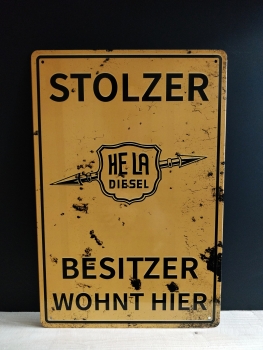 STOLZER
HELA
DIESEL
BESITZER
WOHNT HIER